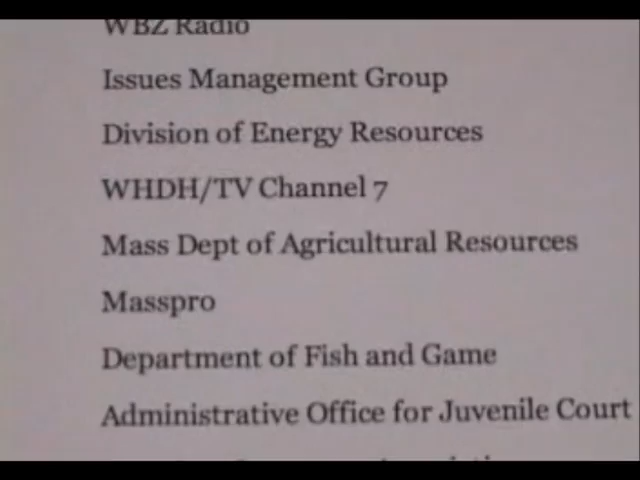 WBZ Radio
Issues Management Group
Division of Energy Resources
WHDH/TV Channel 7
Mass Dept of Agricultural Resources
Masspro
Department of Fish and Game
Administrative Office for Juvenile Court